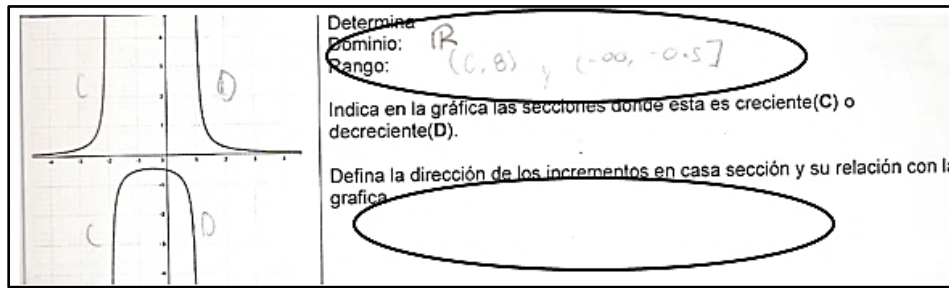 Determina
Dominio: ℝ
Rango: (0, 8) y (-∞, -0.5]
Indica en la gráfica las secciones donde esta es creciente(C) o
decreciente(D).
Defina la dirección de los incrementos en casa sección y su relación con la
grafica
C
D
C
D